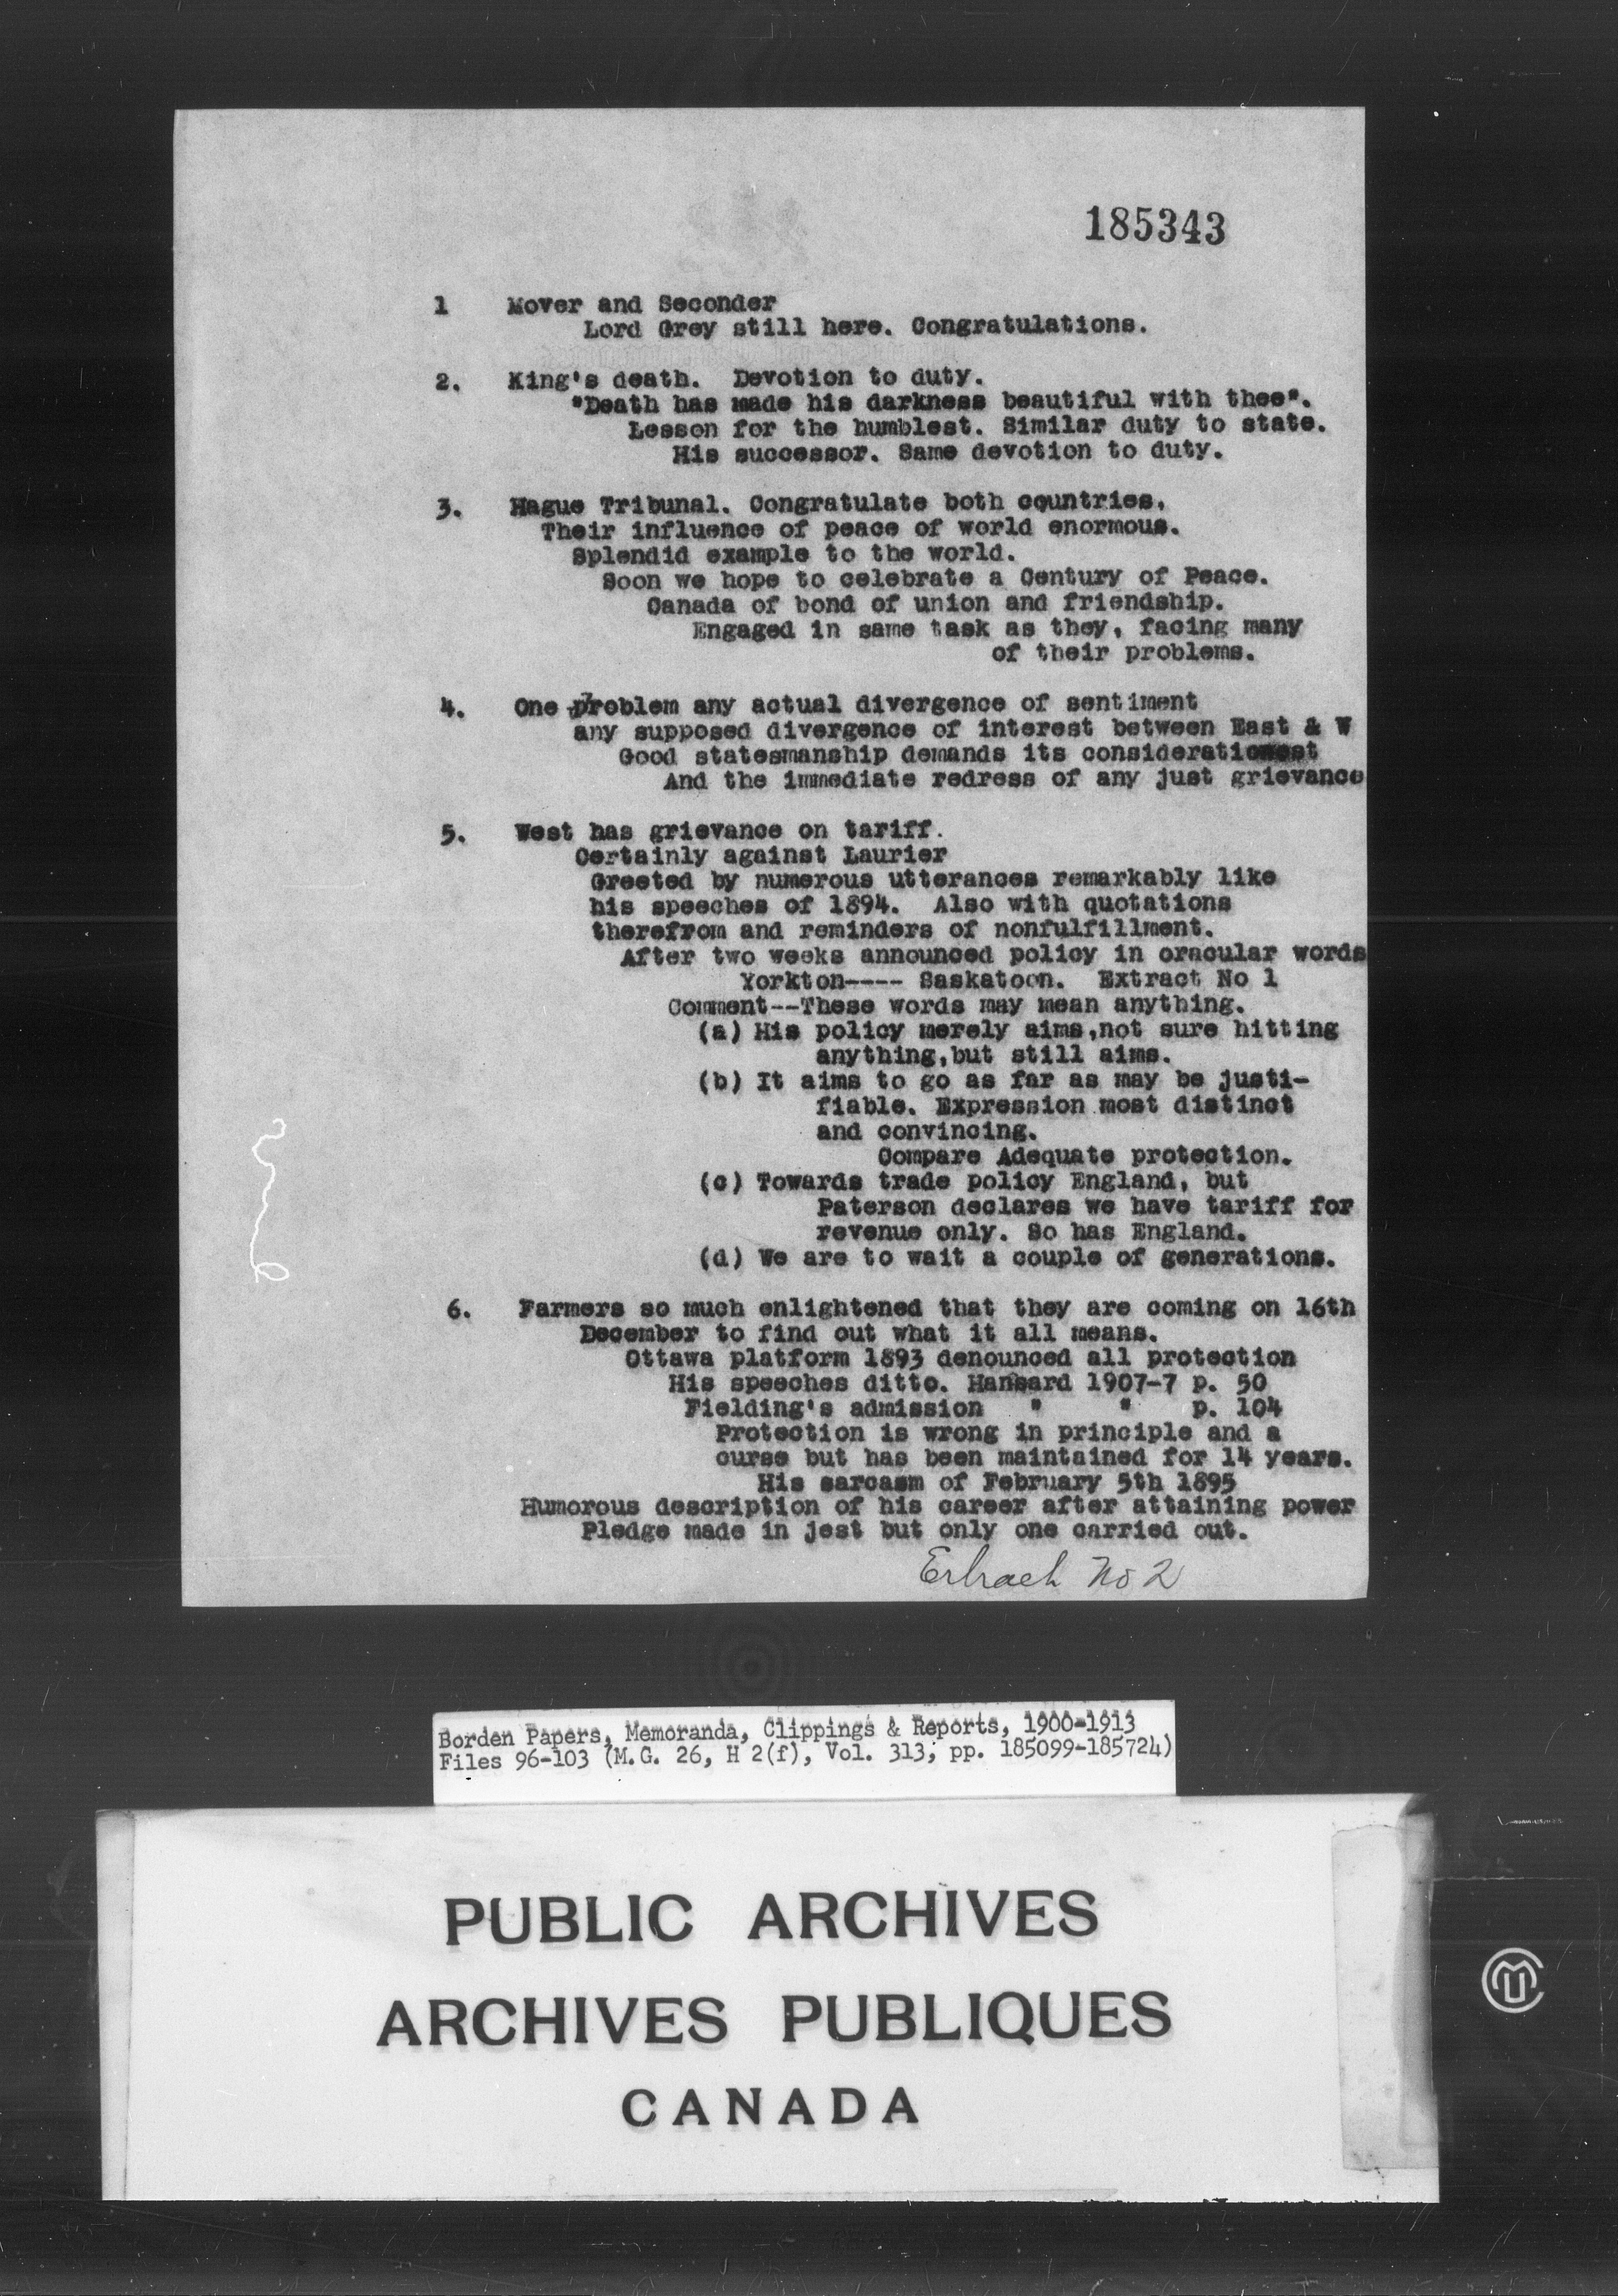 185343
1 Mover and Seconder
Lord Grey still here. Congratulations.
2. King's death. Devotion to duty.
"Death has made his darkness beautiful with thee".
Lesson for the humblest. Similar duty to state.
His successor. Same devotion to duty.
3. Hague Tribunal. Congratulate both countries.
Their influence of peace of world enormous.
Splendid example to the world.
Soon we hope to celebrate a Century of Peace.
Canada of bond of union and friendship.
Engaged in same task as they, facing many
of their problems.
4. One problem any actual divergence of sentiment
any supposed divergence of interest between East & W
Good statesmanship demands its consideration
And the immediate redress of any just grievance
5. West has grievance on tariff.
Certainly against Laurier
Greeted by numerous utterances remarkably like
his speeches of 1894. Also with quotations
therefrom and reminders of nonfulfillment.
After two weeks announced policy in oracular words
Yorkton---- Saskatoon. Extract No 1
Comment--These words may mean anything.
(a) His policy merely aims,not sure hitting
anything,but still aims.
(b) It aims to go as far as may be justi-
fiable. Expression most distinct
and convincing.
Compare Adequate protection.
(c) Towards trade policy England, but
Paterson declares we have tariff for
revenue only. So has England.
(d) We are to wait a couple of generations.
6. Farmers so much enlightened that they are coming on 16th
December to find out what it all means.
Ottawa platform 1893 denounced all protection
His speeches ditto. Hansard 1907-7 p. 50
Fielding's admission " " p. 104
Protection is wrong in principle and a
curse but has been maintained for 14 years.
His sarcasm of February 5th 1895
Humorous description of his career after attaining power
Pledge made in jest but only one carried out.
Extract No 2
Borden Papers, Memoranda, Clippings & Reports, 1900-1913
Files 96-103 (M.G. 26, H 2(f), Vol. 313, pp. 185099-185724)
PUBLIC ARCHIVES
ARCHIVES PUBLIQUES
CANADA